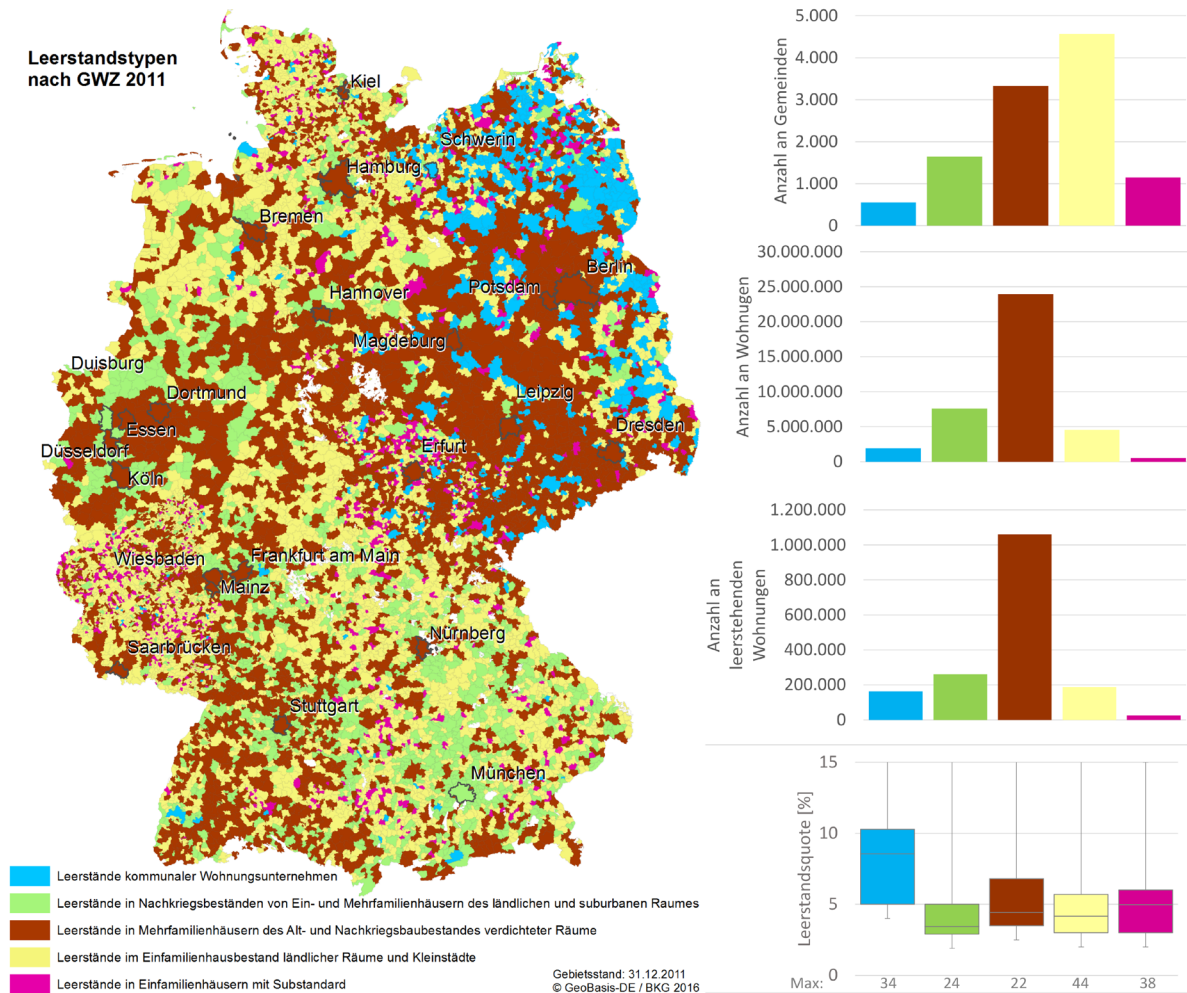 Leerstandstypen
nach GWZ 2011
Kiel
Schwerin
Hamburg
Bremen
Berlin
Potsdam
Hannover
Magdeburg
Duisburg
Dortmund
Leipzig
Essen
Dresden
Düsseldorf
Erfurt
Köln
Wiesbaden
Frankfurt am Main
Mainz
Nürnberg
Saarbrücken
Stuttgart
München
Leerstände kommunaler Wohnungsunternehmen
Leerstände in Nachkriegsbeständen von Ein- und Mehrfamilienhäusern des ländlichen und suburbanen Raumes
Leerstände in Mehrfamilienhäusern des Alt- und Nachkriegsbaubestandes verdichteter Räume
Leerstände im Einfamilienhausbestand ländlicher Räume und Kleinstädte
Leerstände in Einfamilienhäusern mit Substandard
Gebietsstand: 31.12.2011
© GeoBasis-DE / BKG 2016
Anzahl an Gemeinden
5.000
4.000
3.000
2.000
1.000
0
Anzahl an Wohnugen
30.000.000
25.000.000
20.000.000
15.000.000
10.000.000
5.000.000
0
Anzahl an
leerstehenden
Wohnungen
1.200.000
1.000.000
800.000
600.000
400.000
200.000
0
Leerstandsquote [%]
15
10
5
0
Max: 34 24 22 44 38